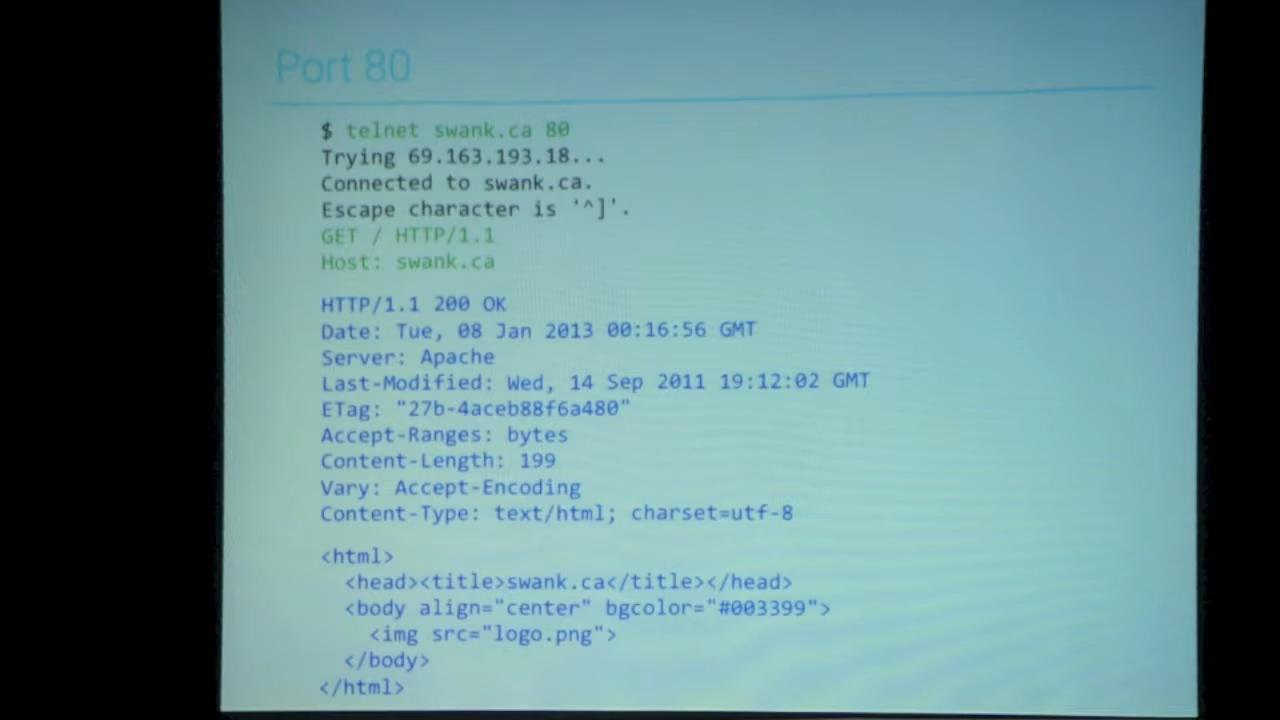 Port 80
$ telnet swank.ca 80
Trying 69.163.193.18...
Connected to swank.ca.
Escape character is '^]'.
GET / HTTP/1.1
Host: swank.ca
HTTP/1.1 200 OK
Date: Tue, 08 Jan 2013 00:16:56 GMT
Server: Apache
Last-Modified: Wed, 14 Sep 2011 19:12:02 GMT
ETag: "27b-4aceb88f6a480"
Accept-Ranges: bytes
Content-Length: 199
Vary: Accept-Encoding
Content-Type: text/html; charset=utf-8
<html>
<head><title>swank.ca</title></head>
<body align="center" bgcolor="#003399">
<img src="logo.png">
</body>
</html>